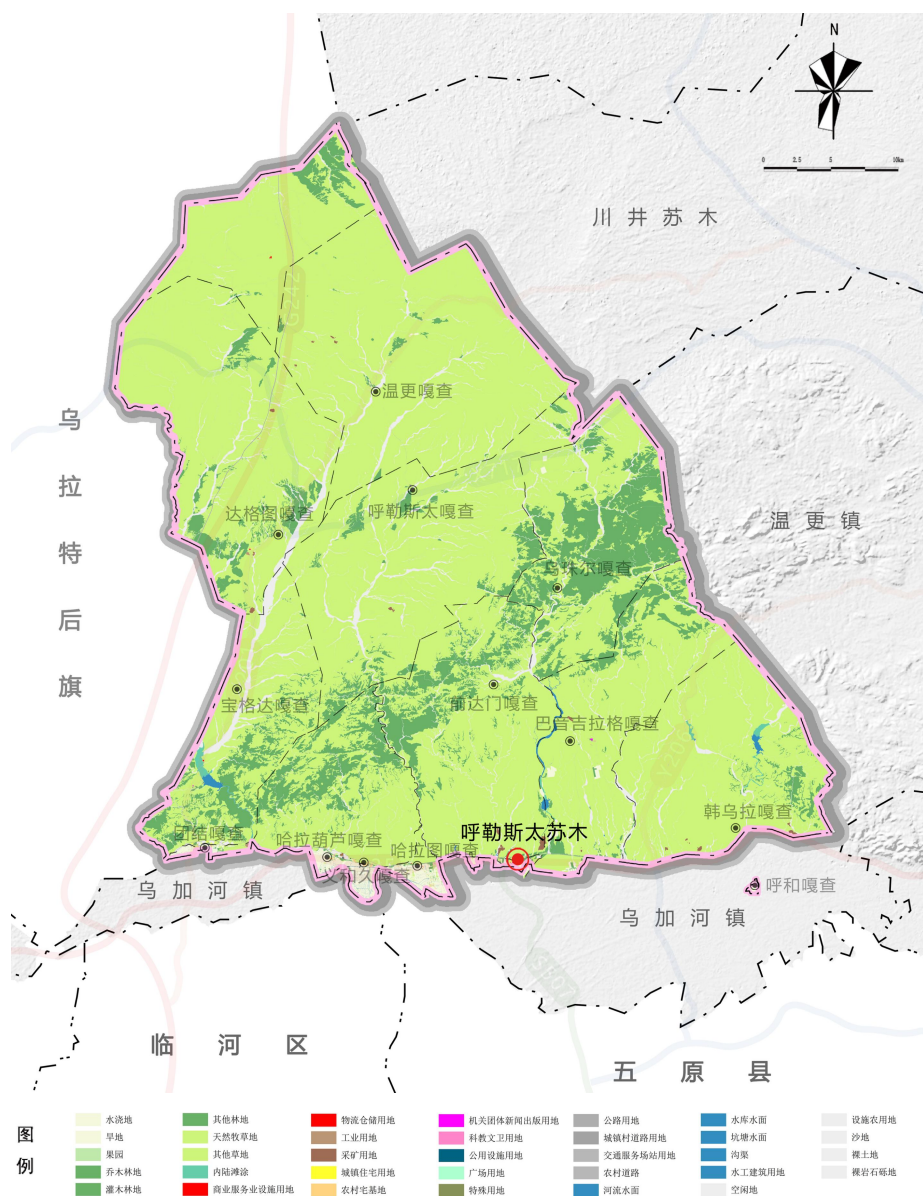 N
0 2.5 5 10km
川井苏木
G242
温更嘎查
乌拉特后旗
达格图嘎查
呼勒斯太嘎查
温更镇
乌珠尔嘎查
宝格达嘎查
前达门嘎查
巴音吉拉格嘎查
韩乌拉嘎查
呼勒斯太苏木
团结嘎查
哈拉葫芦嘎查
哈拉图嘎查
义和久嘎查
呼和嘎查
乌加河镇
乌加河镇
临河区
五原县
图例
水浇地
旱地
果园
乔木林地
灌木林地
其他林地
天然牧草地
其他草地
内陆滩涂
商业服务业设施用地
物流仓储用地
工业用地
采矿用地
城镇住宅用地
农村宅基地
机关团体新闻出版用地
科教文卫用地
公用设施用地
广场用地
特殊用地
公路用地
城镇村道路用地
交通服务场站用地
农村道路
河流水面
水库水面
坑塘水面
沟渠
水工建筑用地
空闲地
设施农用地
沙地
裸土地
裸岩石砾地